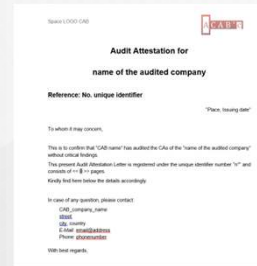 Space LOGO CAB
ACAB'S
Audit Attestation for
name of the audited company
Reference: No. unique identifier
"Place, Issuing date"
To whom it may concern,
This is to confirm that "CAB name" has audited the CAs of the "name of the audited company"
without critical findings.
This present Audit Attestation Letter is registered under the unique identifier number "n°" and
consists of << 8 >> pages.
Kindly find here below the details accordingly.
In case of any question, please contact:
CAB_company_name
street
city, country
E-Mail: email@address
Phone: phonenumber
With best regards,